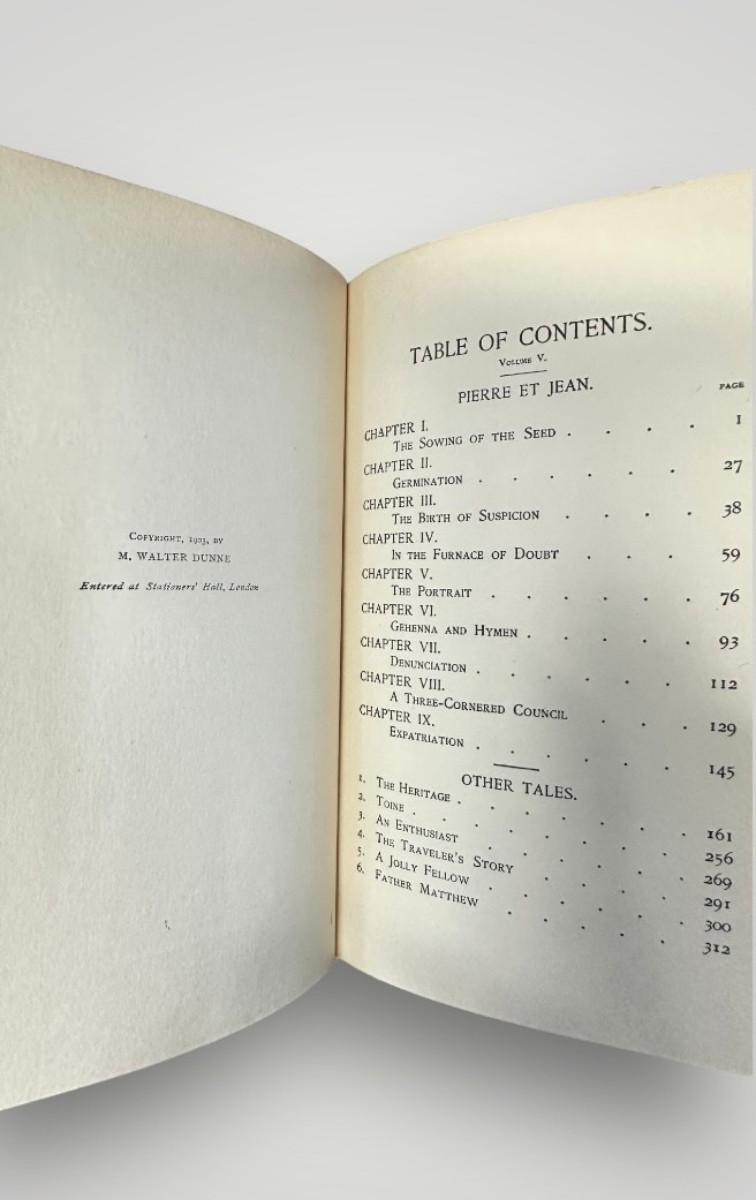 COPYRIGHT, 1903, BY
M. WALTER DUNNE
Entered at Stationers' Hall, London
TABLE OF CONTENTS.
VOLUME V.
PIERRE ET JEAN.
PAGE
CHAPTER I.
THE SOWING OF THE SEED . . . . 1
CHAPTER II.
GERMINATION . . . . . . 27
CHAPTER III.
THE BIRTH OF SUSPICION . . . . 38
CHAPTER IV.
IN THE FURNACE OF DOUBT . . . 59
CHAPTER V.
THE PORTRAIT . . . . . . 76
CHAPTER VI.
GEHENNA AND HYMEN . . . . . 93
CHAPTER VII.
DENUNCIATION . . . . . . 112
CHAPTER VIII.
A THREE-CORNERED COUNCIL . . . 129
CHAPTER IX.
EXPATRIATION . . . . . . 145
OTHER TALES.
1. THE HERITAGE . . . . . . . 161
2. TOINE . . . . . . . . 256
3. AN ENTHUSIAST . . . . . . 269
4. THE TRAVELER'S STORY . . . . 291
5. A JOLLY FELLOW . . . . . . 300
6. FATHER MATTHEW . . . . . 312